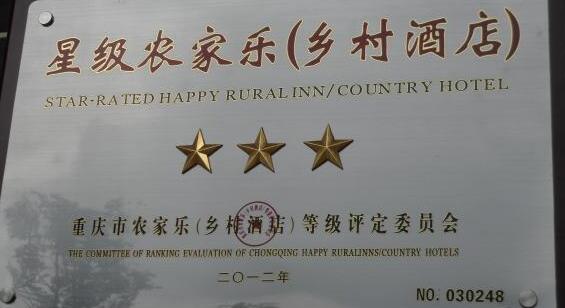 星级农家乐(乡村酒店)
STAR-RATED HAPPY RURALINN/COUNTRY HOTEL
重庆市农家乐(乡村酒店)等级评定委员会
THE COMMITTEE OF RANKING EVALUATION OF CHONGQING HAPPY RURALINNS/COUNTRY HOTELS
二〇一二年
NO. 030248